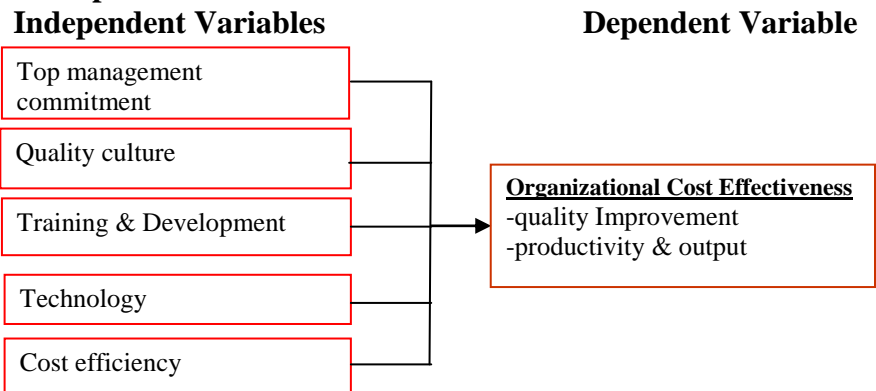 Independent Variables
Dependent Variable
Top management
commitment
Quality culture
Training & Development
Technology
Cost efficiency
Organizational Cost Effectiveness
-quality Improvement
-productivity & output